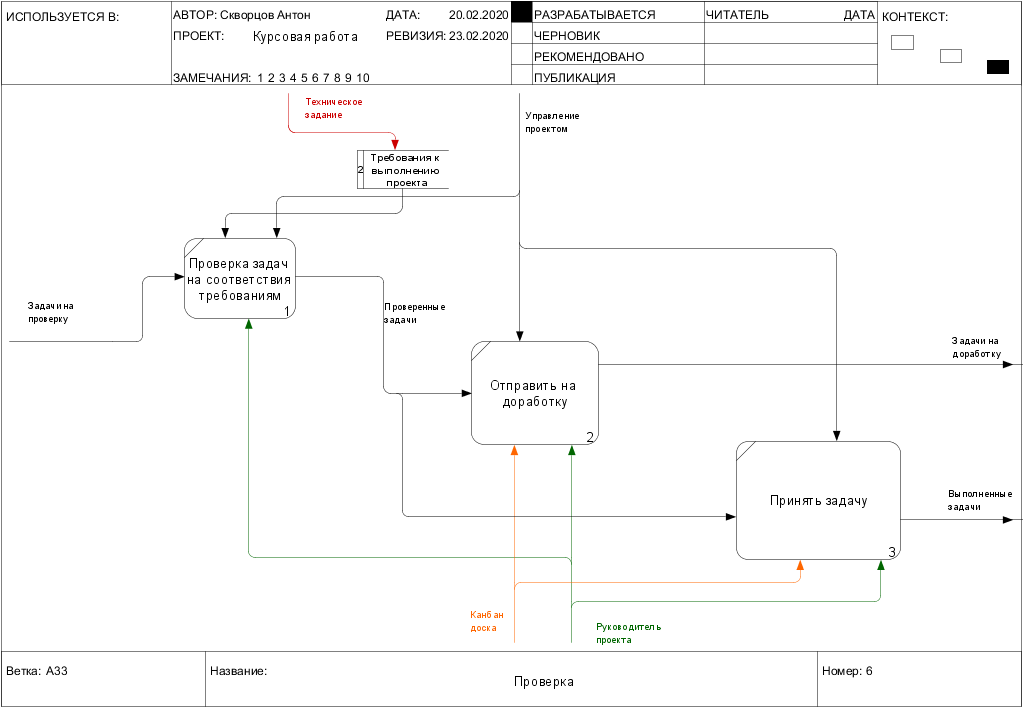 ИСПОЛЬЗУЕТСЯ В:
АВТОР: Скворцов Антон
ДАТА: 20.02.2020
РАЗРАБАТЫВАЕТСЯ
ЧИТАТЕЛЬ
ДАТА
КОНТЕКСТ:
ПРОЕКТ: Курсовая работа
РЕВИЗИЯ: 23.02.2020
ЧЕРНОВИК
РЕКОМЕНДОВАНО
ЗАМЕЧАНИЯ: 1 2 3 4 5 6 7 8 9 10
ПУБЛИКАЦИЯ
Техническое
задание
Управление
проектом
2
Требования к
выполнению
проекта
Проверка задач
на соответствия
требованиям
1
Задачи на
проверку
Проверенные
задачи
Задачи на
доработку
Отправить на
доработку
2
Принять задачу
3
Выполненные
задачи
Канбан
доска
Руководитель
проекта
Ветка: A33
Название:
Проверка
Номер: 6